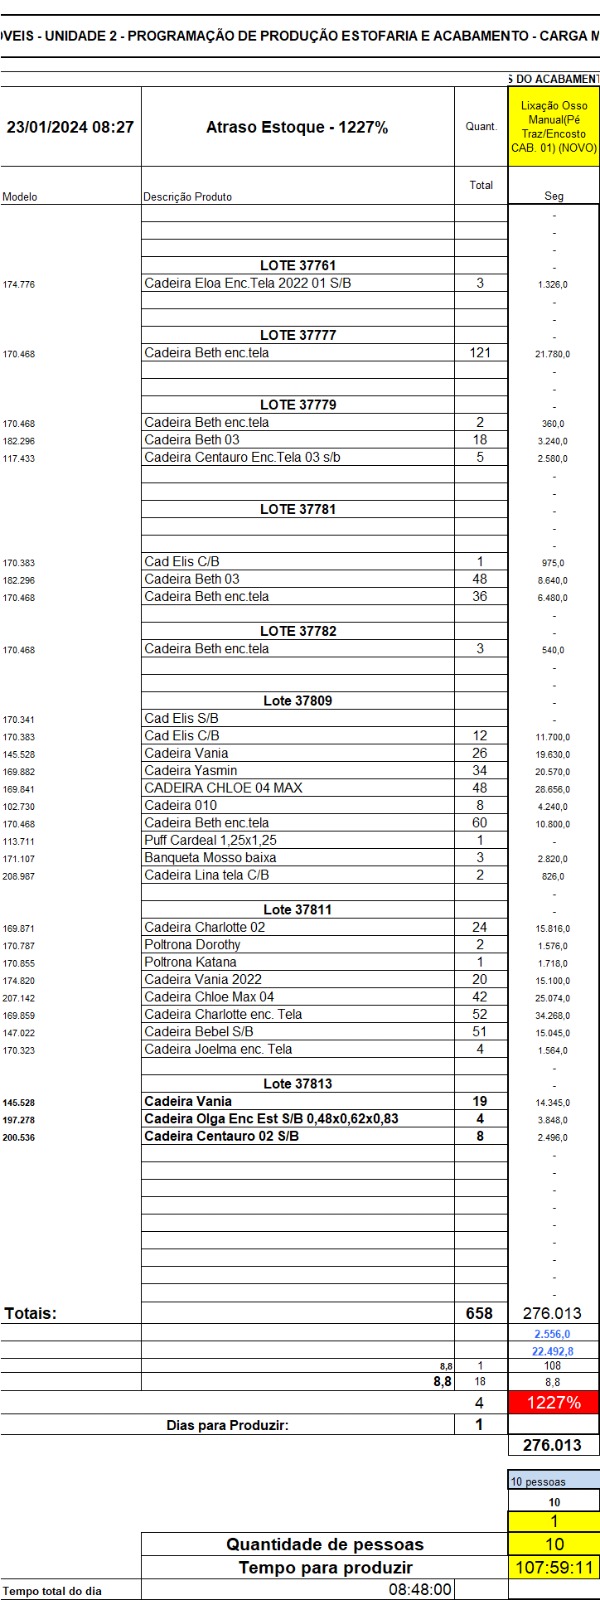 OVEIS - UNIDADE 2 - PROGRAMAÇÃO DE PRODUÇÃO ESTOFARIA E ACABAMENTO - CARGA M
S DO ACABAMENT
23/01/2024 08:27 Atraso Estoque - 1227% Quant. Lixação Osso Manual(Pé Traz/Encosto CAB. 01) (NOVO)
Modelo Descrição Produto Total Seg
-
-
-
LOTE 37761 -
174.776 Cadeira Eloa Enc.Tela 2022 01 S/B 3 1.326,0
-
-
LOTE 37777 -
170.468 Cadeira Beth enc.tela 121 21.780,0
-
-
LOTE 37779 -
170.468 Cadeira Beth enc.tela 2 360,0
182.296 Cadeira Beth 03 18 3.240,0
117.433 Cadeira Centauro Enc.Tela 03 s/b 5 2.580,0
-
-
LOTE 37781 -
-
-
170.383 Cad Elis C/B 1 975,0
182.296 Cadeira Beth 03 48 8.640,0
170.468 Cadeira Beth enc.tela 36 6.480,0
-
LOTE 37782 -
170.468 Cadeira Beth enc.tela 3 540,0
-
-
Lote 37809 -
170.341 Cad Elis S/B -
170.383 Cad Elis C/B 12 11.700,0
145.528 Cadeira Vania 26 19.630,0
169.882 Cadeira Yasmin 34 20.570,0
169.841 CADEIRA CHLOE 04 MAX 48 28.656,0
102.730 Cadeira 010 8 4.240,0
170.468 Cadeira Beth enc.tela 60 10.800,0
113.711 Puff Cardeal 1,25x1,25 1 -
171.107 Banqueta Mosso baixa 3 2.820,0
208.987 Cadeira Lina tela C/B 2 826,0
-
Lote 37811 -
169.871 Cadeira Charlotte 02 24 15.816,0
170.787 Poltrona Dorothy 2 1.576,0
170.855 Poltrona Katana 1 1.718,0
174.820 Cadeira Vania 2022 20 15.100,0
207.142 Cadeira Chloe Max 04 42 25.074,0
169.859 Cadeira Charlotte enc. Tela 52 34.268,0
147.022 Cadeira Bebel S/B 51 15.045,0
170.323 Cadeira Joelma enc. Tela 4 1.564,0
-
Lote 37813 -
145.528 Cadeira Vania 19 14.345,0
197.278 Cadeira Olga Enc Est S/B 0,48x0,62x0,83 4 3.848,0
200.536 Cadeira Centauro 02 S/B 8 2.496,0
-
-
-
-
-
-
-
-
-
Totais: 658 276.013
2.556,0
22.492,8
8,8 1 108
8,8 18 8,8
4 1227%
Dias para Produzir: 1
276.013
10 pessoas
10
1
Quantidade de pessoas 10
Tempo para produzir 107:59:11
Tempo total do dia 08:48:00